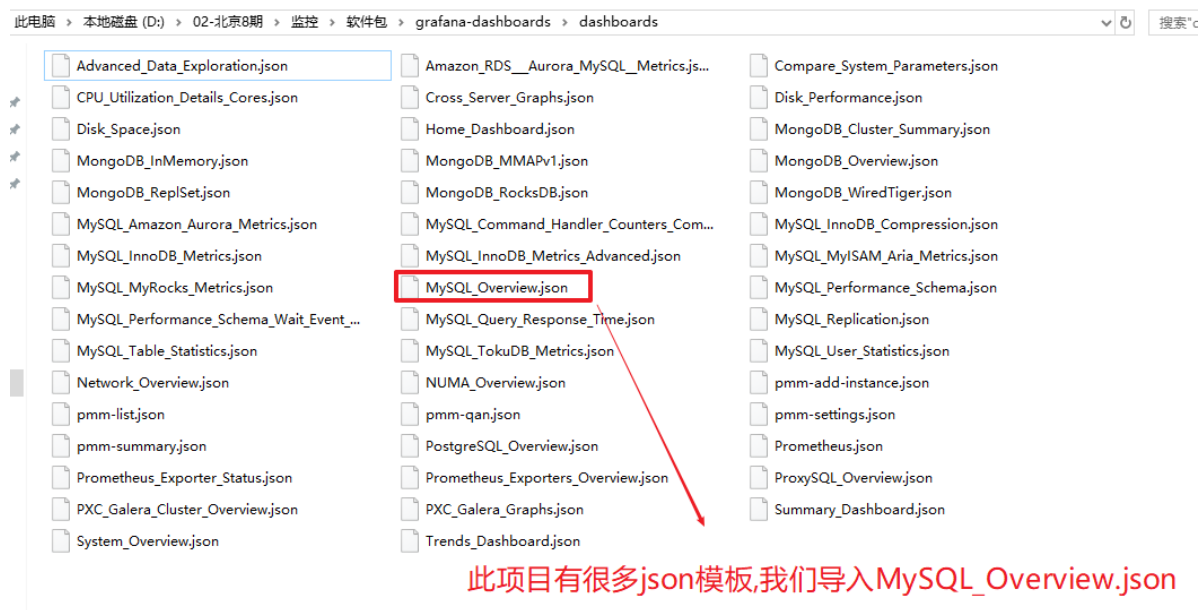 此电脑 > 本地磁盘 (D:) > 02-北京8期 > 监控 > 软件包 > grafana-dashboards > dashboards
搜索"d
Advanced_Data_Exploration.json Amazon_RDS__Aurora_MySQL__Metrics.js... Compare_System_Parameters.json
CPU_Utilization_Details_Cores.json Cross_Server_Graphs.json Disk_Performance.json
Disk_Space.json Home_Dashboard.json MongoDB_Cluster_Summary.json
MongoDB_InMemory.json MongoDB_MMAPv1.json MongoDB_Overview.json
MongoDB_ReplSet.json MongoDB_RocksDB.json MongoDB_WiredTiger.json
MySQL_Amazon_Aurora_Metrics.json MySQL_Command_Handler_Counters_Com... MySQL_InnoDB_Compression.json
MySQL_InnoDB_Metrics.json MySQL_InnoDB_Metrics_Advanced.json MySQL_MyISAM_Aria_Metrics.json
MySQL_MyRocks_Metrics.json MySQL_Overview.json MySQL_Performance_Schema.json
MySQL_Performance_Schema_Wait_Event_... MySQL_Query_Response_Time.json MySQL_Replication.json
MySQL_Table_Statistics.json MySQL_TokuDB_Metrics.json MySQL_User_Statistics.json
Network_Overview.json NUMA_Overview.json pmm-add-instance.json
pmm-list.json pmm-qan.json pmm-settings.json
pmm-summary.json PostgreSQL_Overview.json Prometheus.json
Prometheus_Exporter_Status.json Prometheus_Exporters_Overview.json ProxySQL_Overview.json
PXC_Galera_Cluster_Overview.json PXC_Galera_Graphs.json Summary_Dashboard.json
System_Overview.json Trends_Dashboard.json
此项目有很多json模板,我们导入MySQL_Overview.json